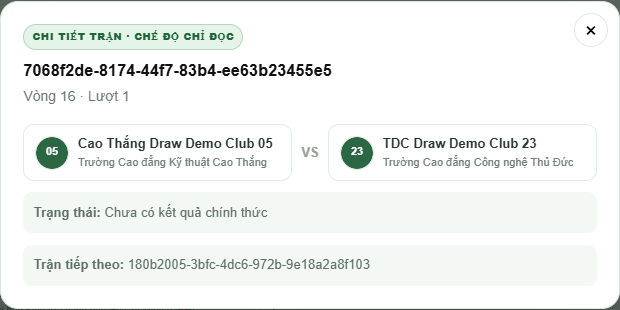 CHI TIẾT TRẬN · CHẾ ĐỘ CHỈ ĐỌC
×
7068f2de-8174-44f7-83b4-ee63b23455e5
Vòng 16 · Lượt 1
05
Cao Thắng Draw Demo Club 05
Trường Cao đẳng Kỹ thuật Cao Thắng
VS
23
TDC Draw Demo Club 23
Trường Cao đẳng Công nghệ Thủ Đức
Trạng thái: Chưa có kết quả chính thức
Trận tiếp theo: 180b2005-3bfc-4dc6-972b-9e18a2a8f103